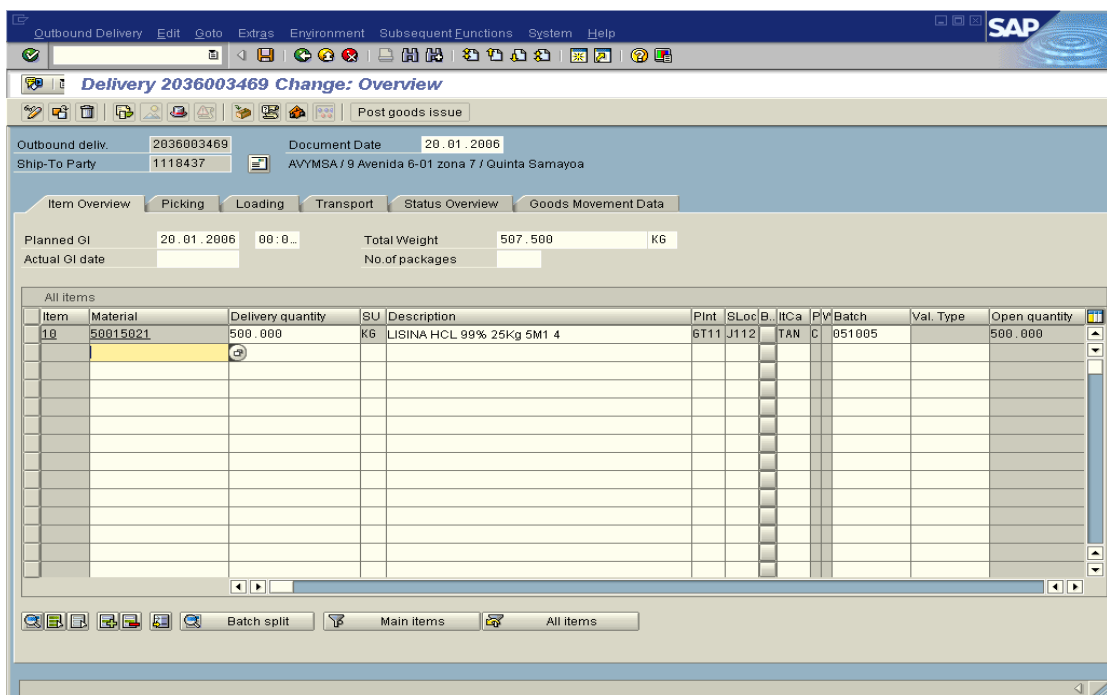 Outbound Delivery Edit Goto Extras Environment Subsequent Functions System Help
SAP
Delivery 2036003469 Change: Overview
Post goods issue
Outbound deliv. 2036003469 Document Date 20.01.2006
Ship-To Party 1118437 AVYMSA / 9 Avenida 6-01 zona 7 / Quinta Samayoa
Item Overview Picking Loading Transport Status Overview Goods Movement Data
Planned GI 20.01.2006 00:0… Total Weight 507.500 KG
Actual GI date No.of packages
All items
Item Material Delivery quantity SU Description Plnt SLoc B.. ItCa P V Batch Val. Type Open quantity
10 50015021 500.000 KG LISINA HCL 99% 25Kg 5M1 4 GT11 J112 TAN C 051005 500.000
Batch split Main items All items